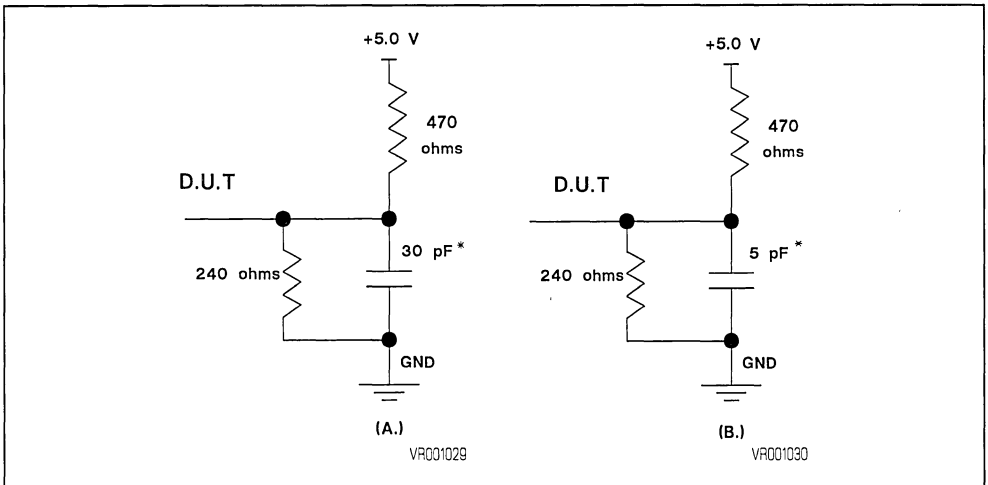 +5.0 V
470
ohms
D.U.T
30 pF*
240 ohms
GND
(A.)
VR001029
+5.0 V
470
ohms
D.U.T
5 pF*
240 ohms
GND
(B.)
VR001030